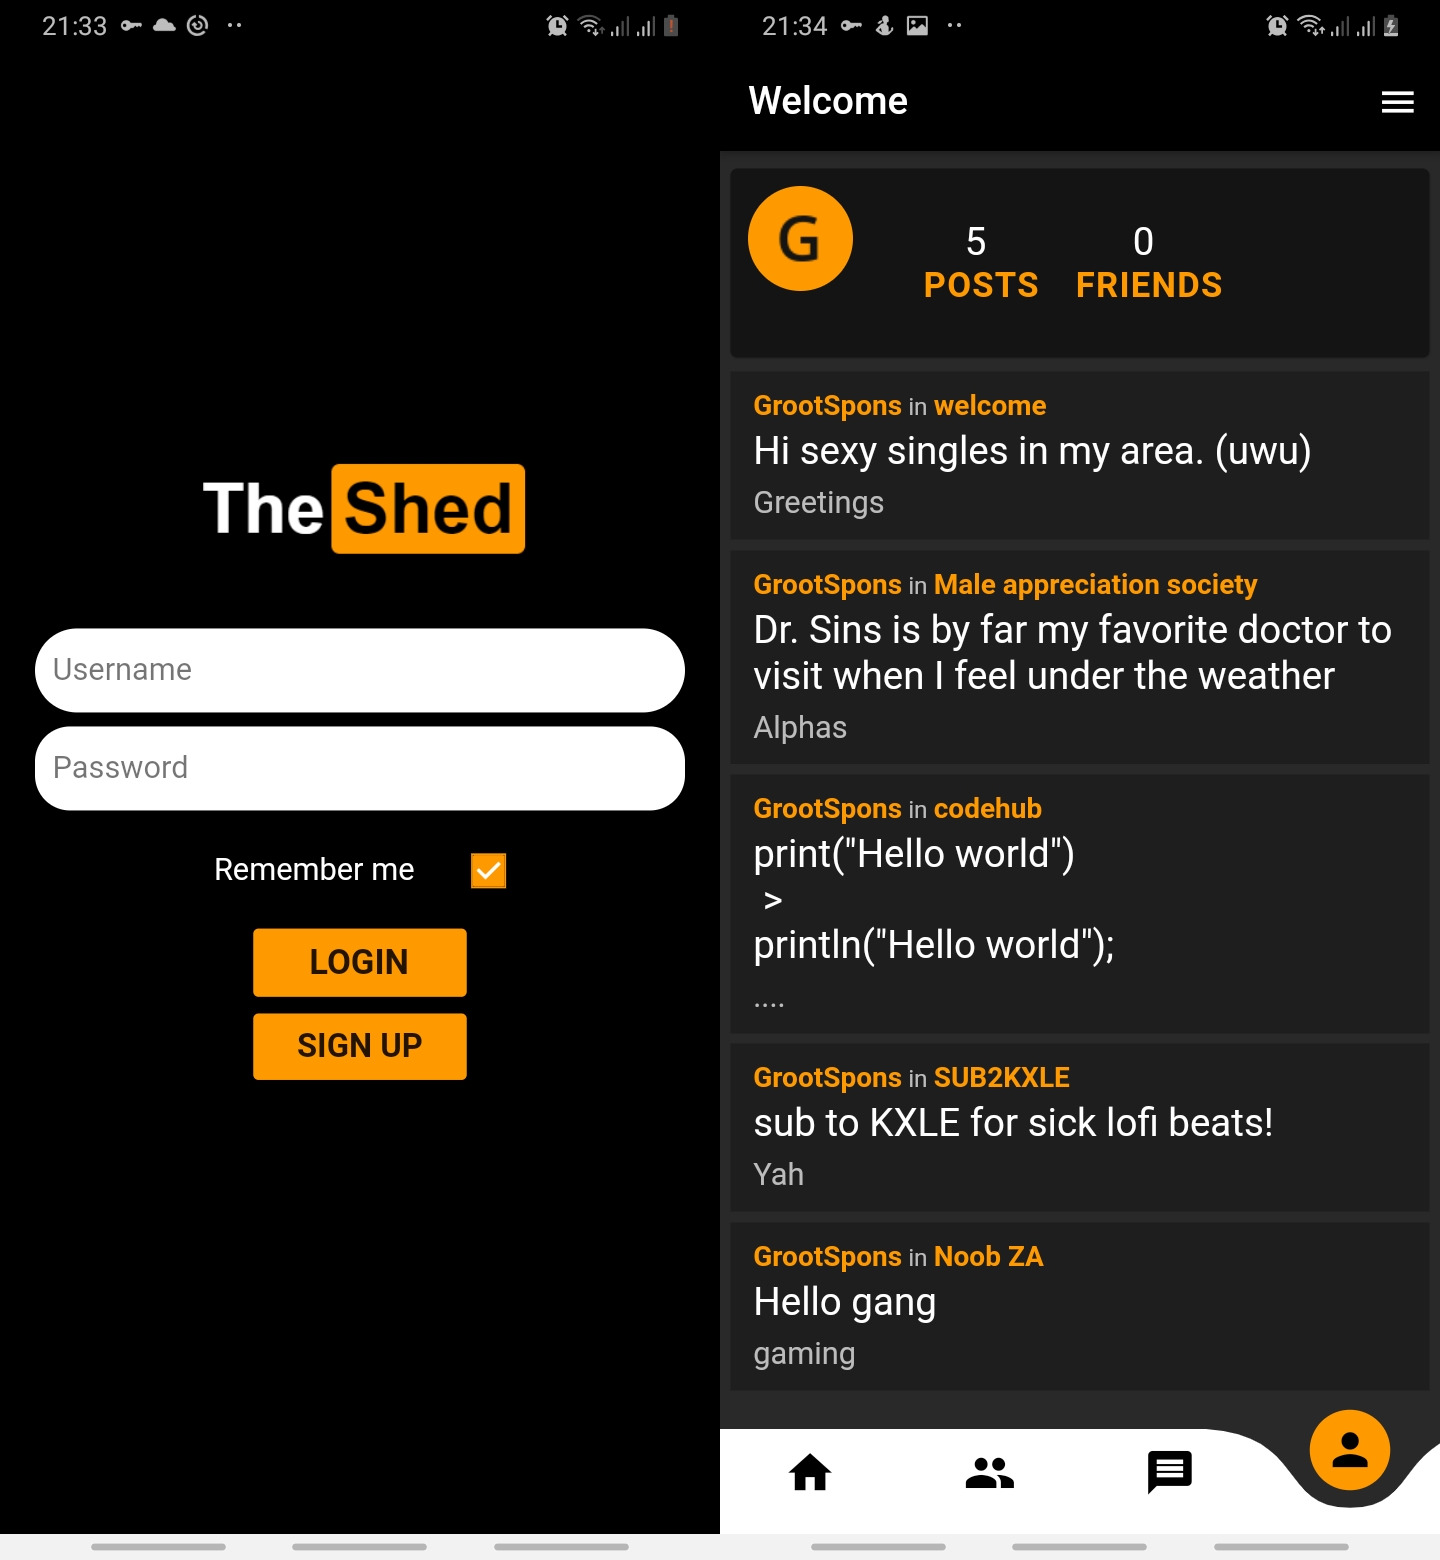 21:33
The Shed
Username
Password
Remember me
LOGIN
SIGN UP
21:34
Welcome
G
5 0
POSTS FRIENDS
GrootSpons in welcome
Hi sexy singles in my area. (uwu)
Greetings
GrootSpons in Male appreciation society
Dr. Sins is by far my favorite doctor to
visit when I feel under the weather
Alphas
GrootSpons in codehub
print("Hello world")
>
println("Hello world");
....
GrootSpons in SUB2KXLE
sub to KXLE for sick lofi beats!
Yah
GrootSpons in Noob ZA
Hello gang
gaming